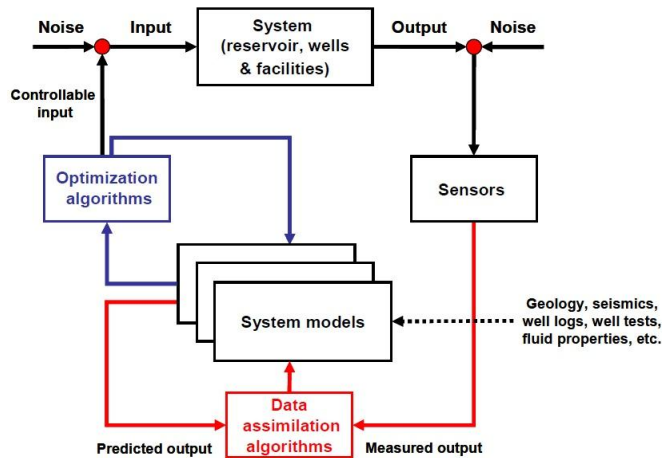 Noise
Input
System
(reservoir, wells
& facilities)
Output
Noise
Controllable
input
Optimization
algorithms
Sensors
System models
Geology, seismics,
well logs, well tests,
fluid properties, etc.
Data
assimilation
algorithms
Predicted output
Measured output